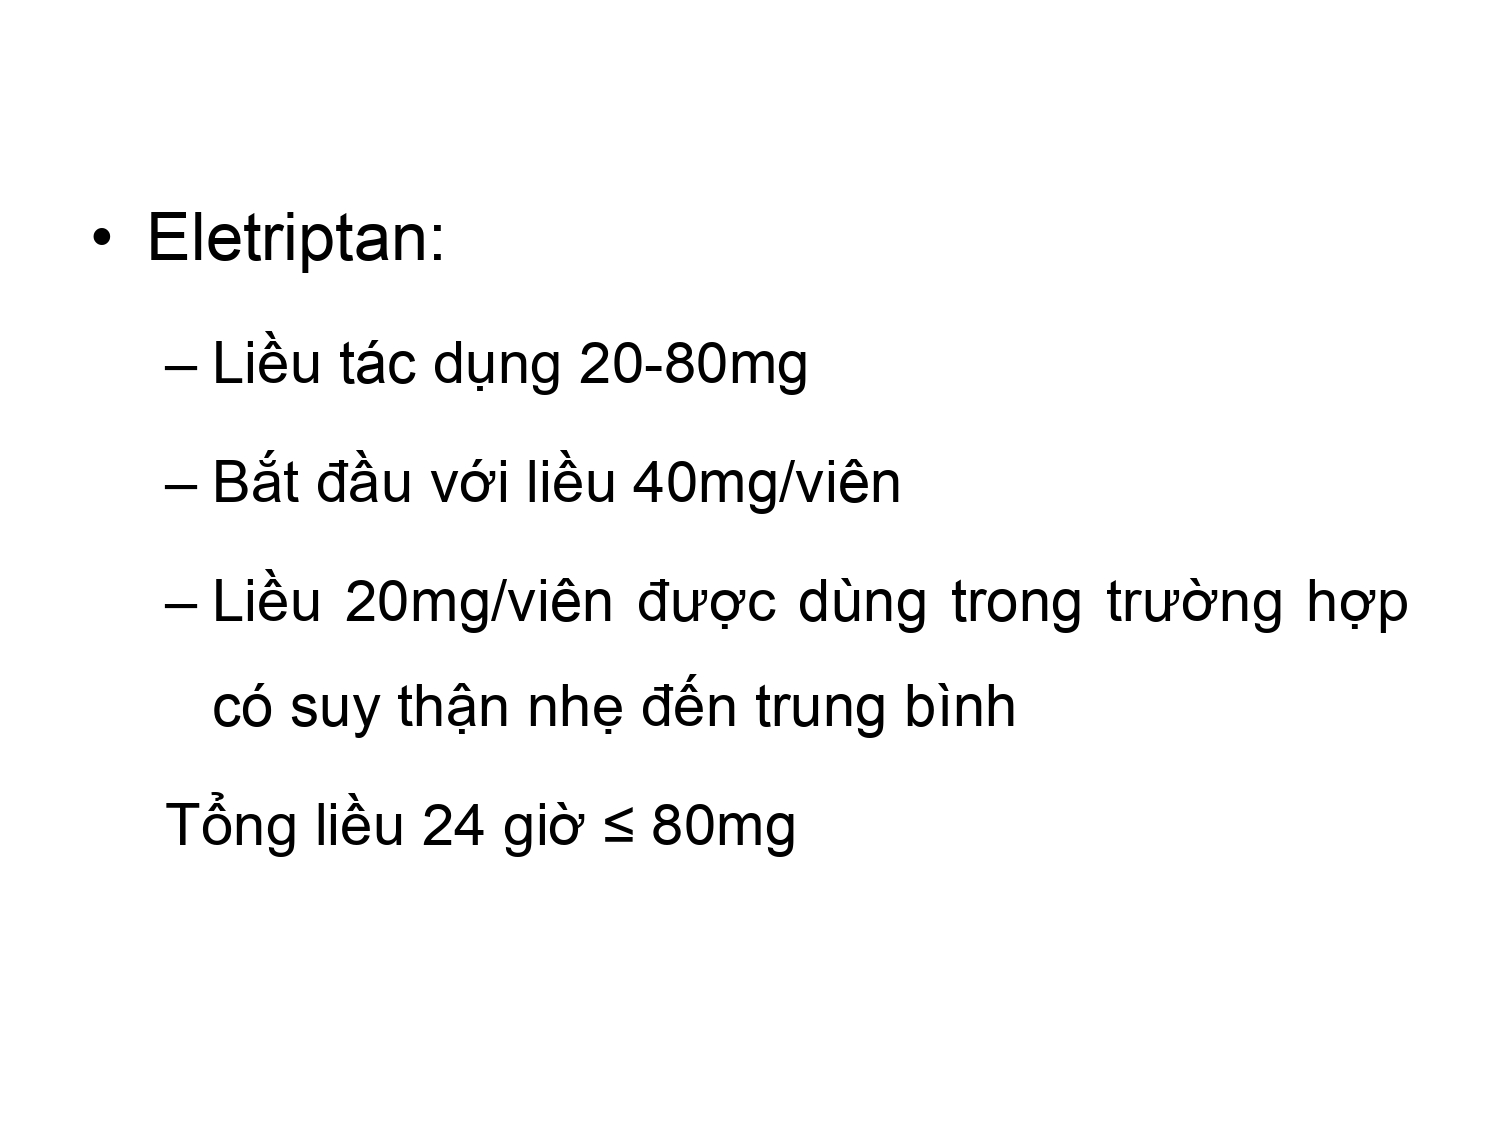 • Eletriptan:
– Liều tác dụng 20-80mg
– Bắt đầu với liều 40mg/viên
– Liều 20mg/viên được dùng trong trường hợp
có suy thận nhẹ đến trung bình
Tổng liều 24 giờ ≤ 80mg